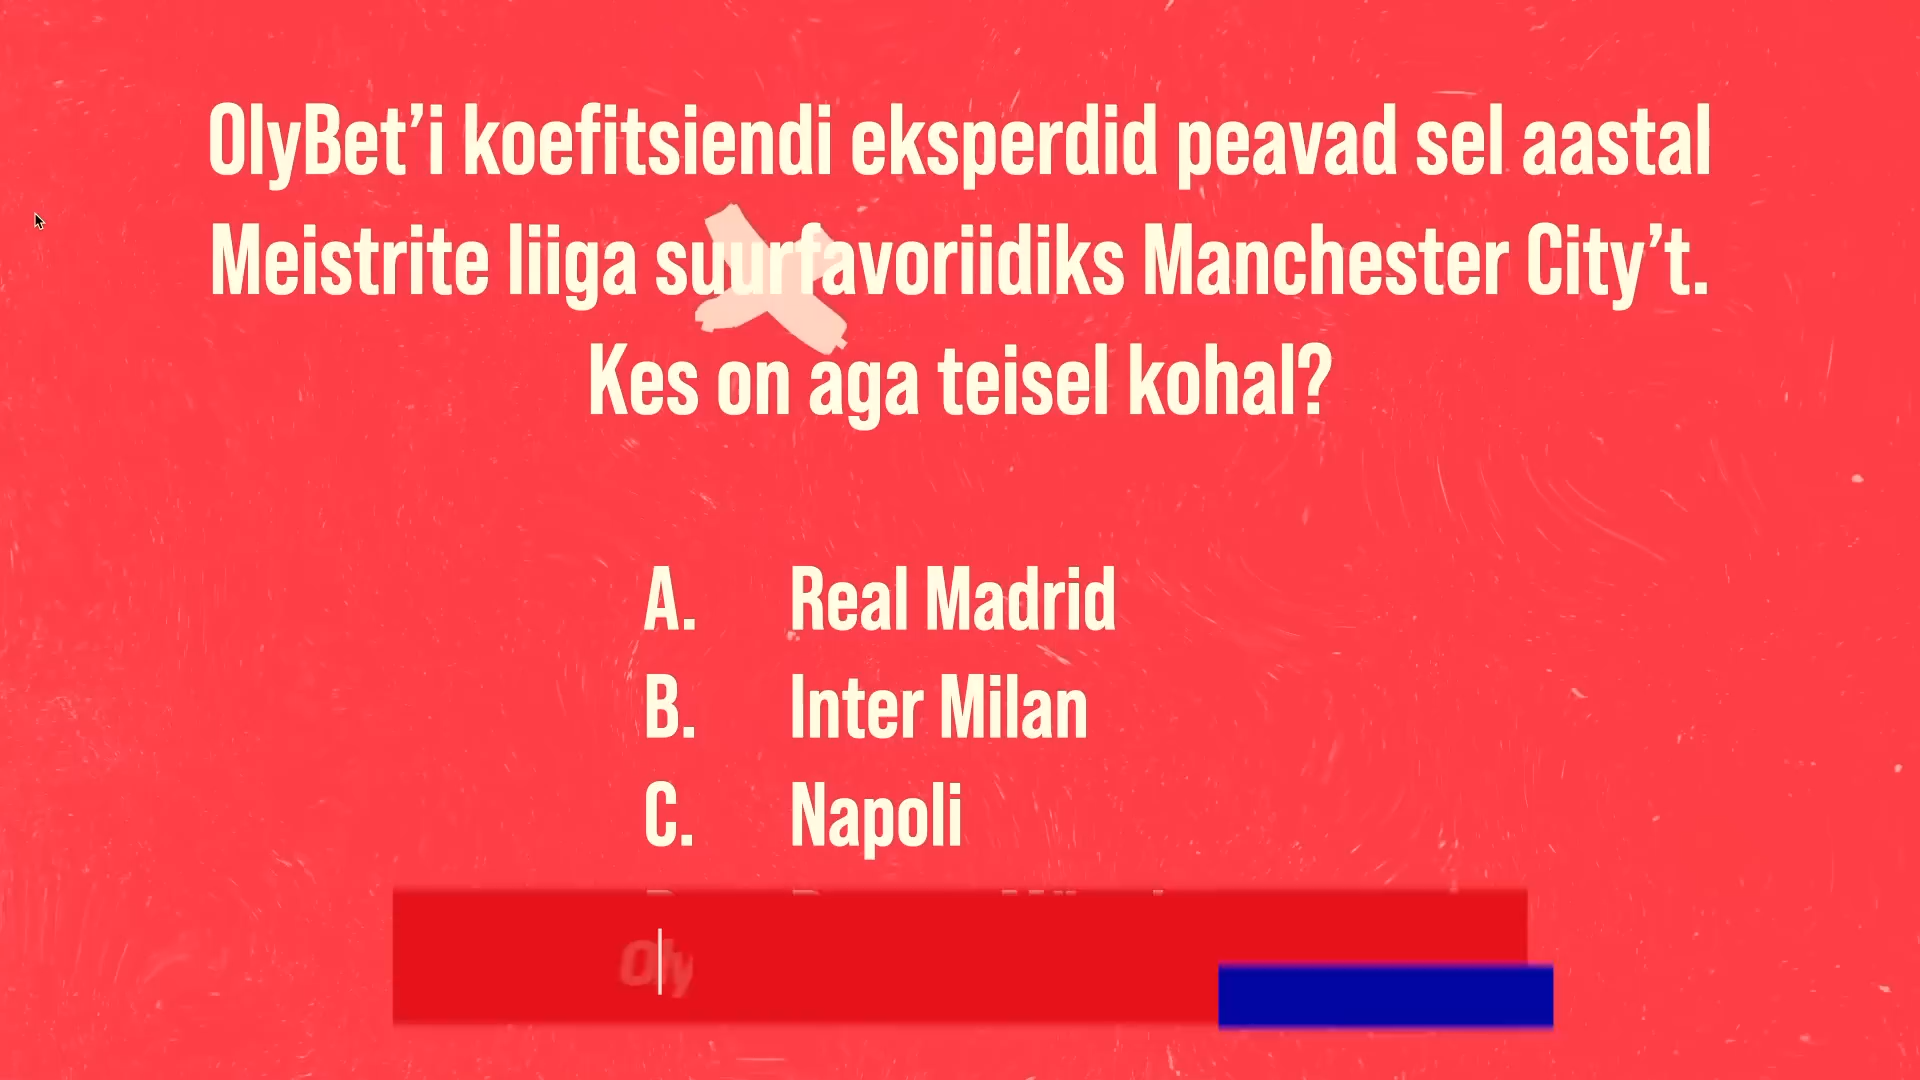 OlyBet’i koefitsiendi eksperdid peavad sel aastal
Meistrite liiga suurfavoriidiks Manchester City’t.
Kes on aga teisel kohal?
A. Real Madrid
B. Inter Milan
C. Napoli
Oly